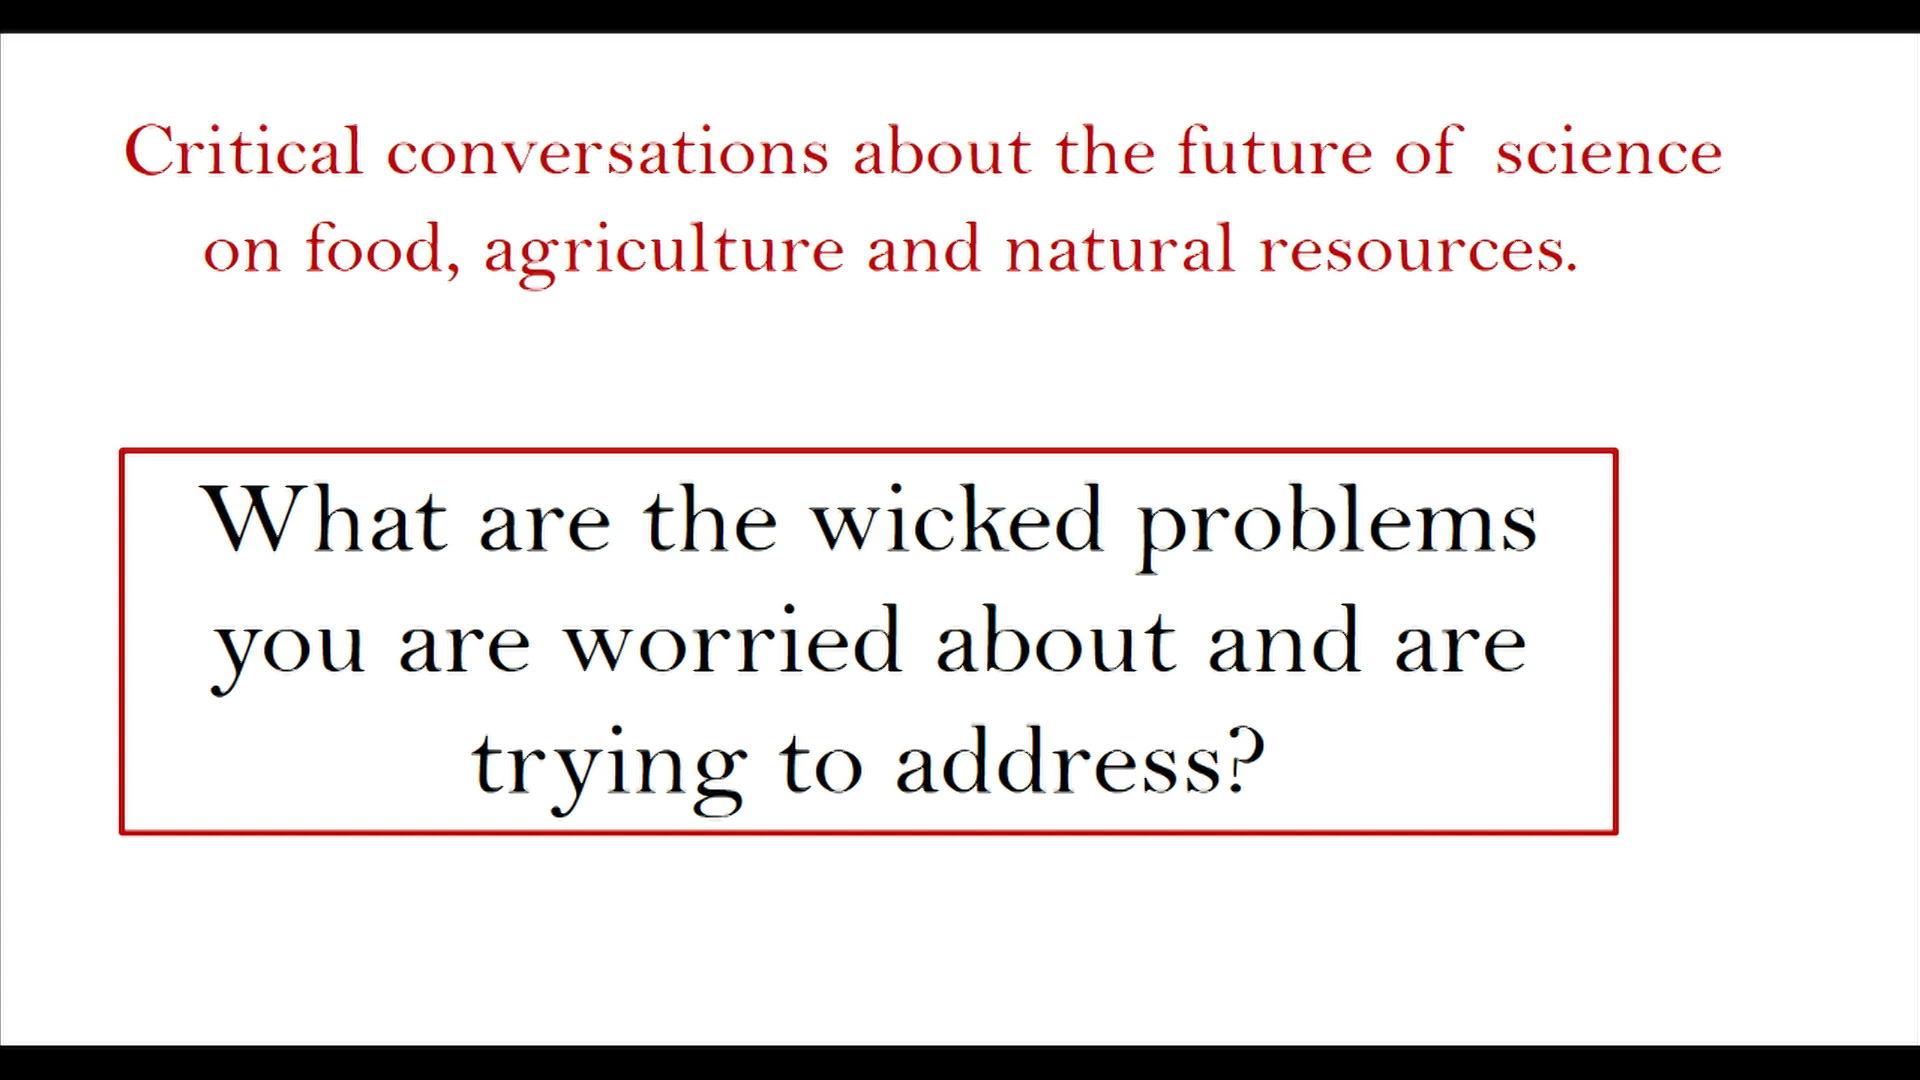 Critical conversations about the future of  science
on food, agriculture and natural resources.
What are the wicked problems
you are worried about and are
trying to address?